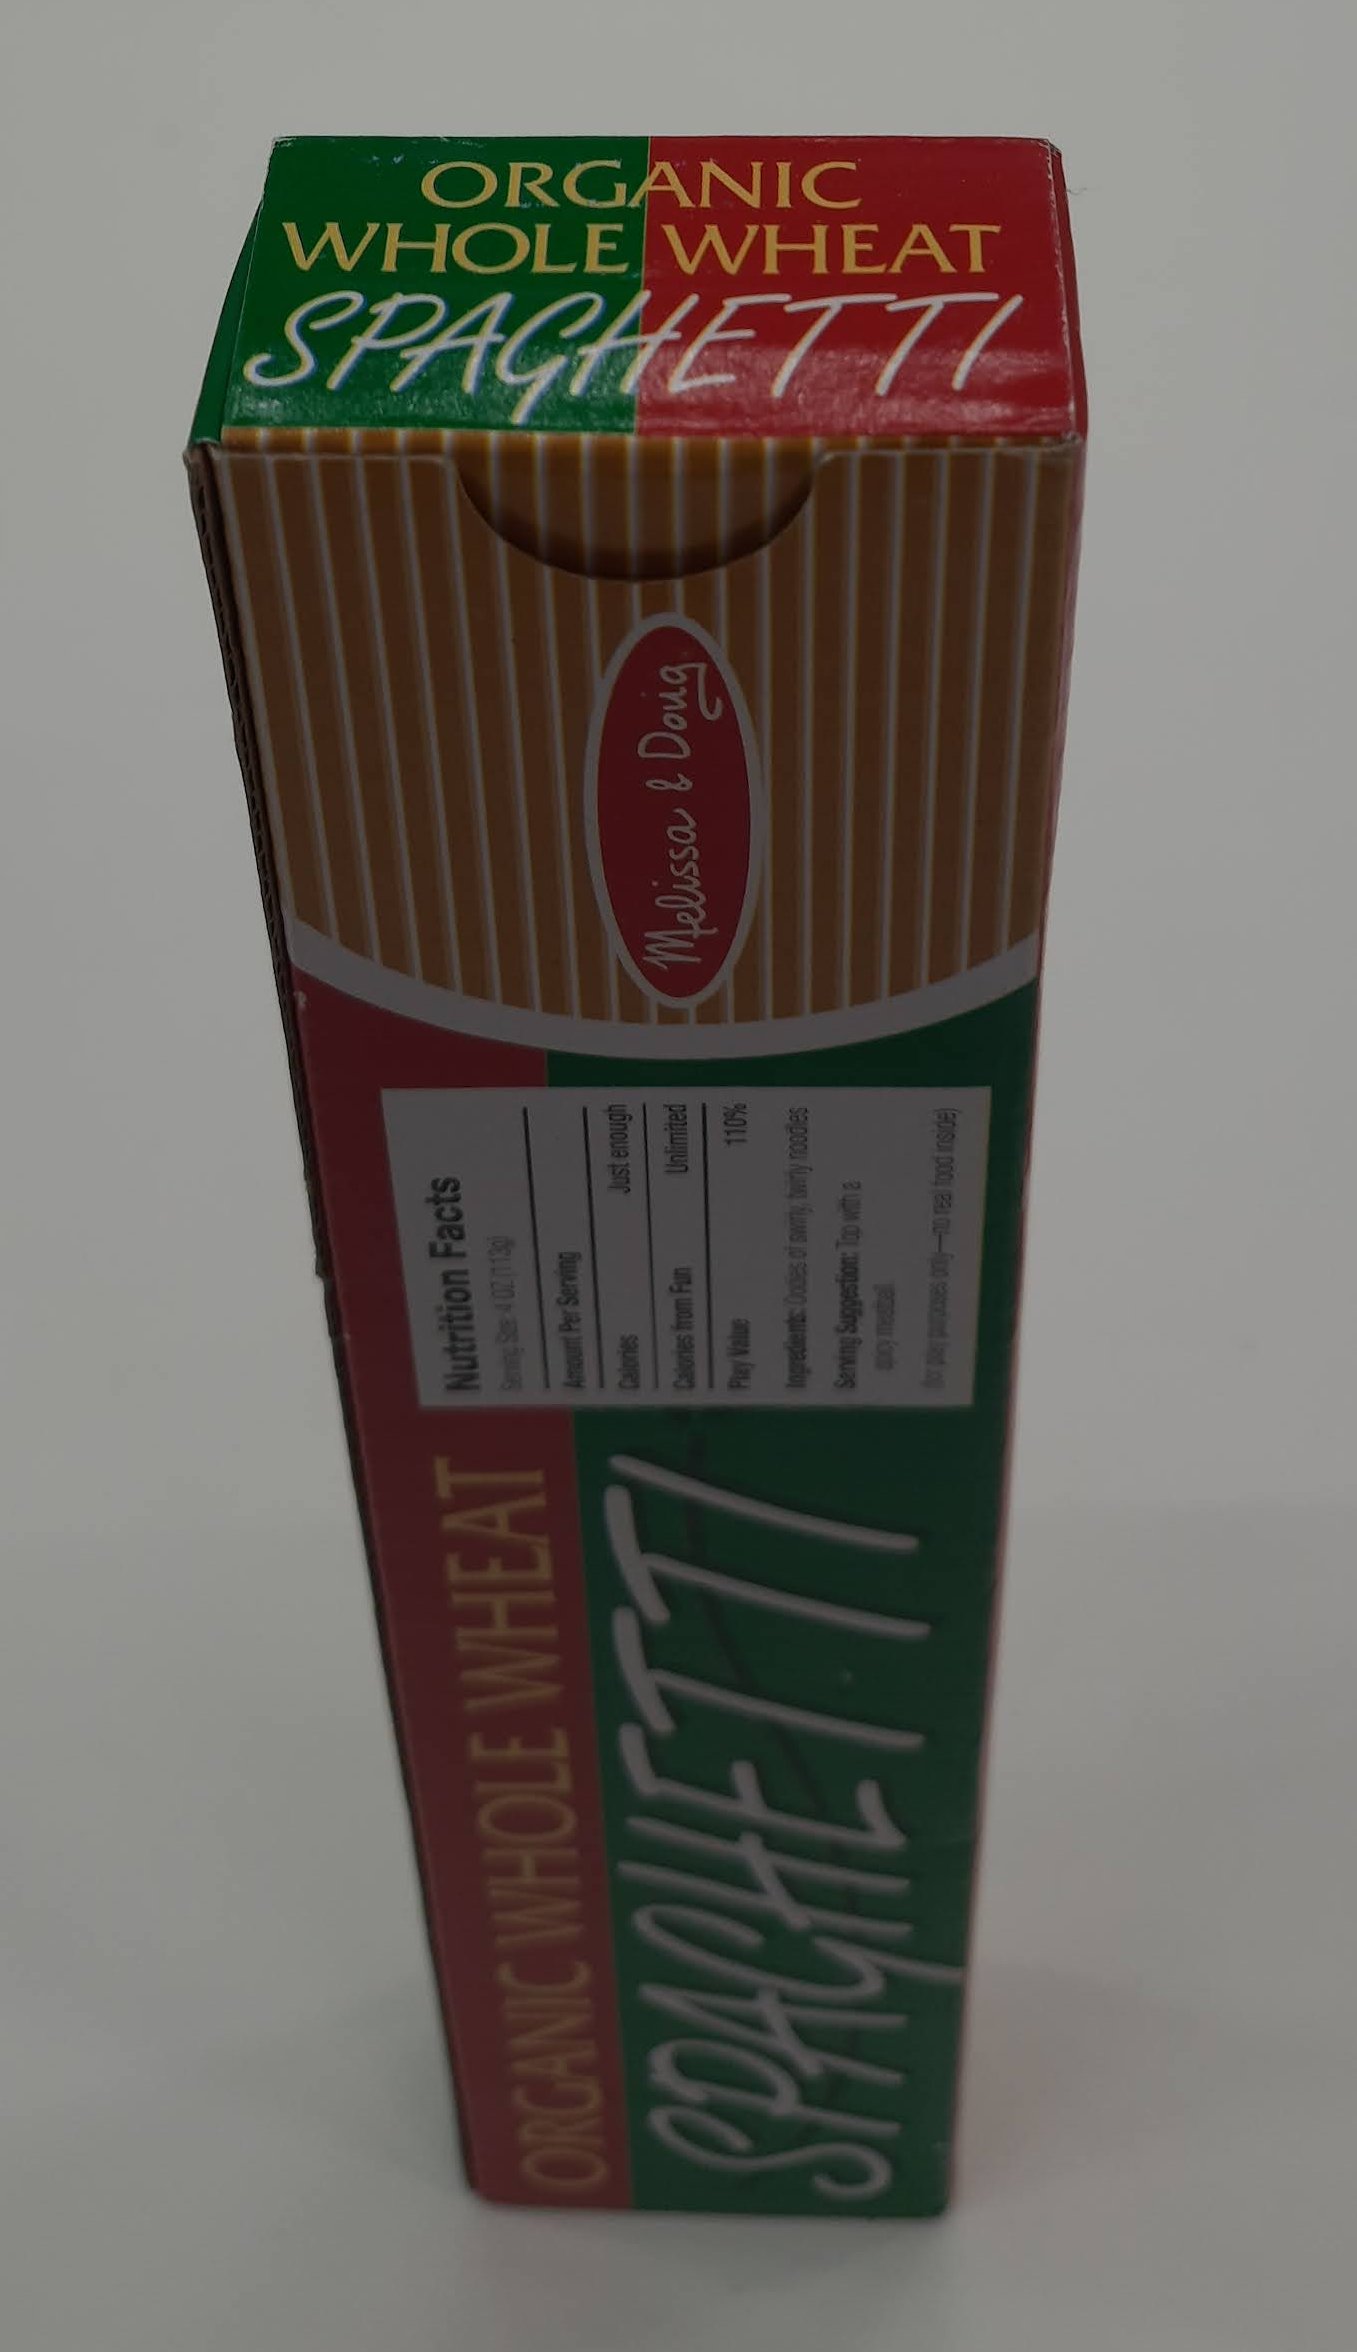 ORGANIC
WHOLE WHEAT
SPAGHETTI
Melissa & Doug
Nutrition Facts
Serving Size: 4 OZ (113g)
Amount Per Serving
Calories Just enough
Calories from Fun Unlimited
Play Value 110%
Ingredients: Oodles of swirly, twirly noodles
Serving Suggestion: Top with a
spicy meatball
(for play purposes only—no real food inside)
ORGANIC WHOLE WHEAT
SPAGHETTI